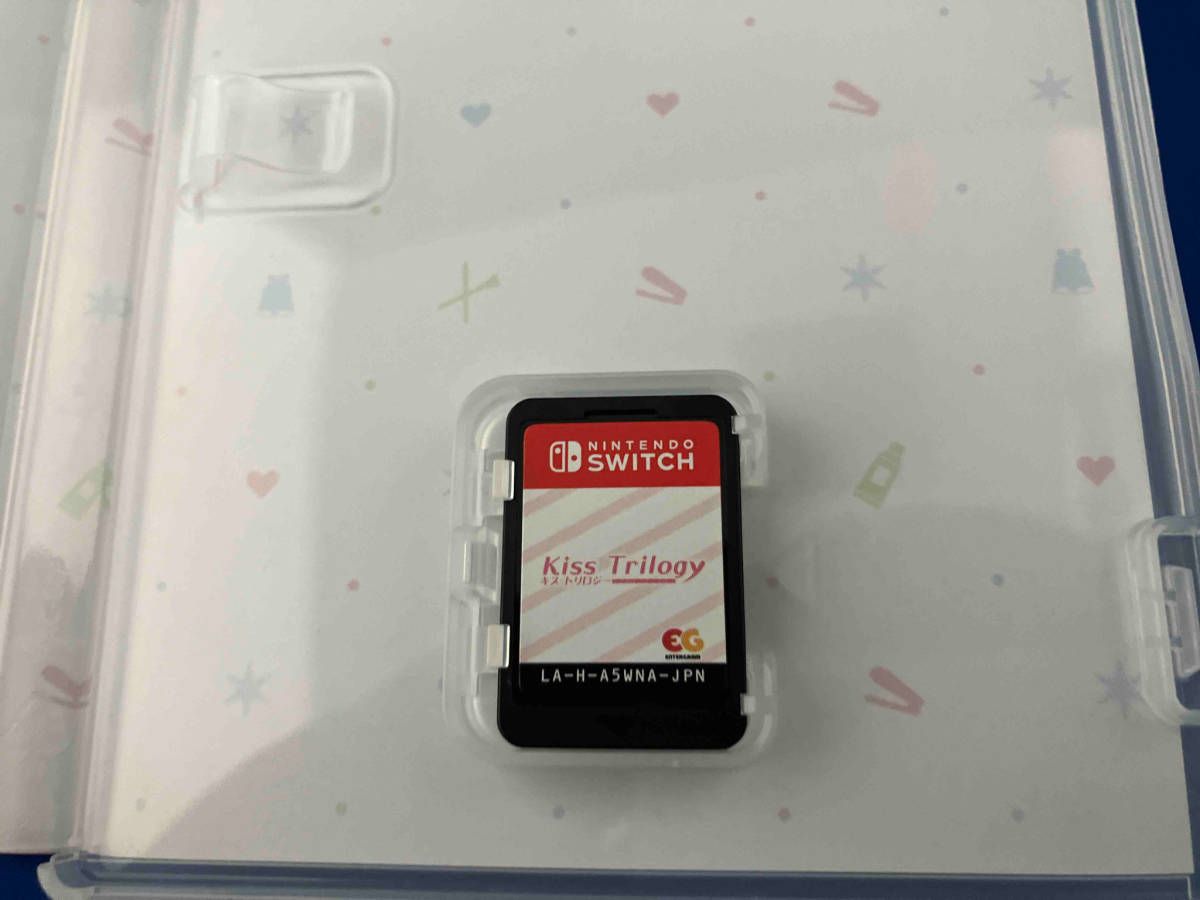 NINTENDO
SWITCH
Kiss Trilogy
キス トリロジー
EG
ENTERGRAM
LA-H-A5WNA-JPN